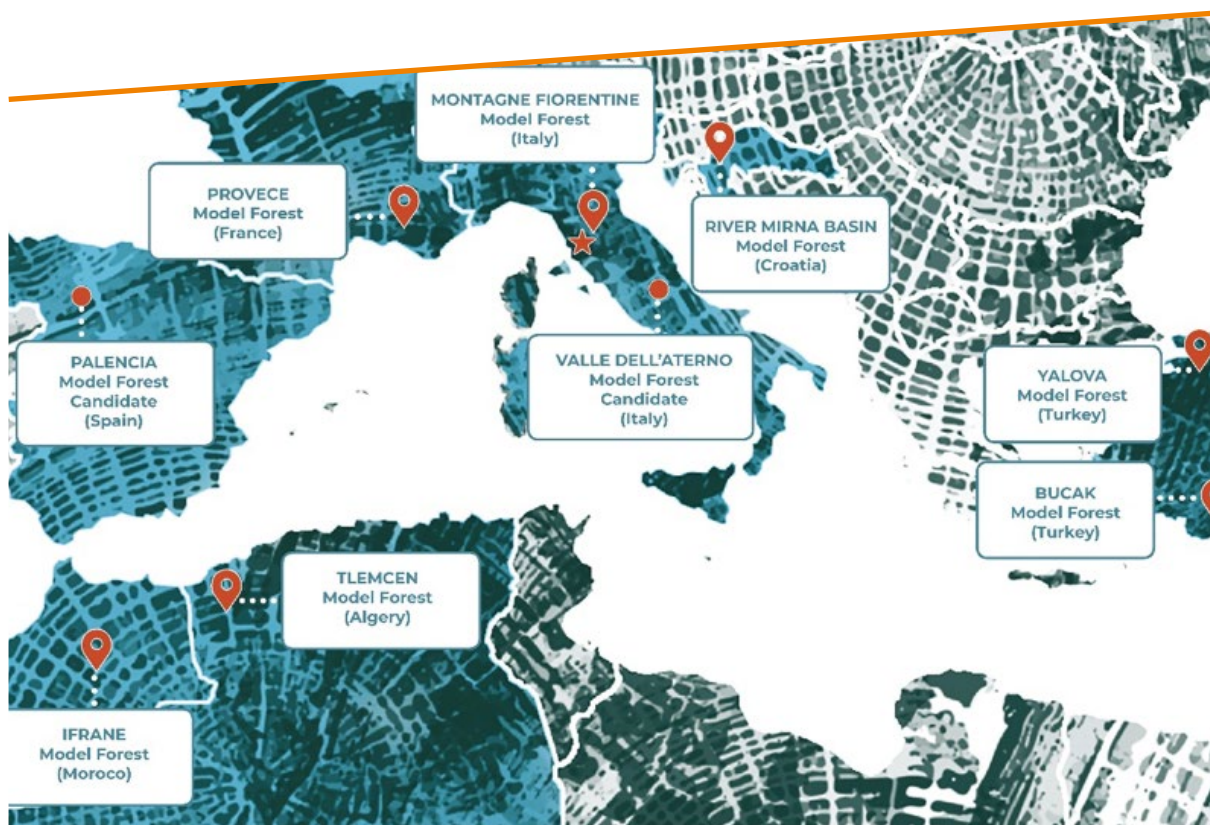 MONTAGNE FIORENTINE
Model Forest
(Italy)
PROVECE
Model Forest
(France)
RIVER MIRNA BASIN
Model Forest
(Croatia)
PALENCIA
Model Forest
Candidate
(Spain)
VALLE DELL'ATERNO
Model Forest
Candidate
(Italy)
YALOVA
Model Forest
(Turkey)
BUCAK
Model Forest
(Turkey)
TLEMCEN
Model Forest
(Algery)
IFRANE
Model Forest
(Moroco)